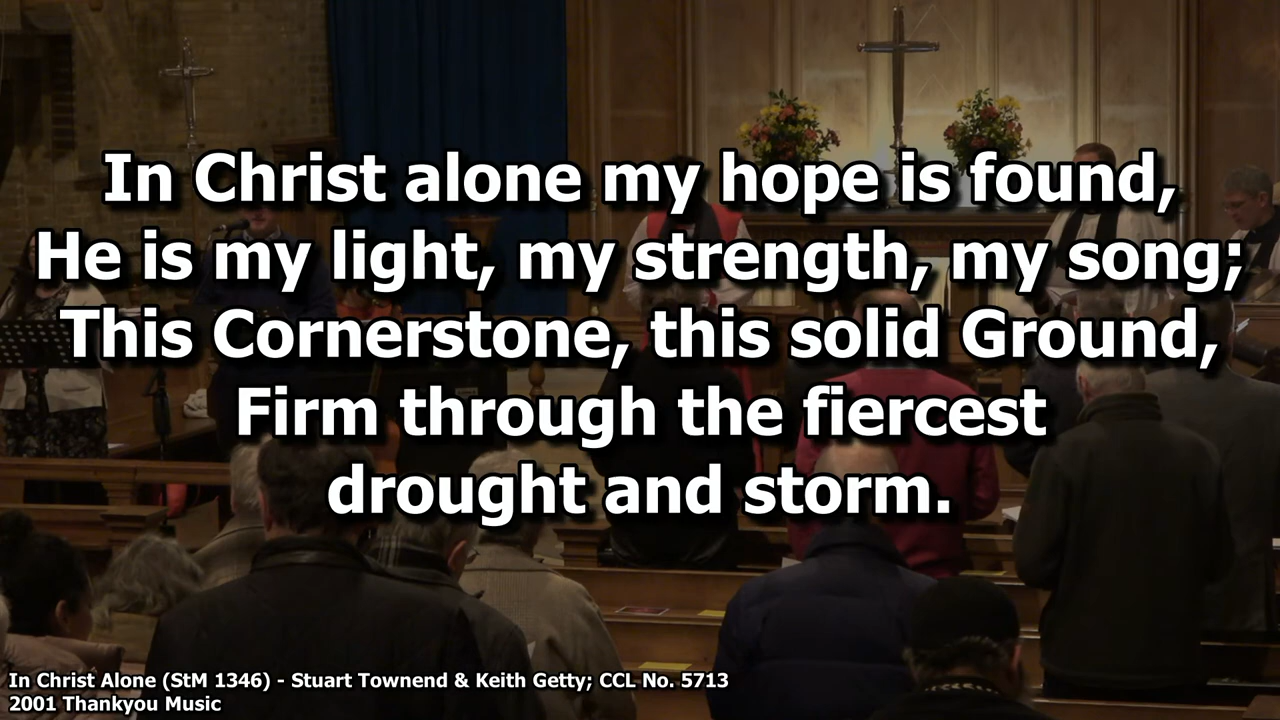 In Christ alone my hope is found,
He is my light, my strength, my song;
This Cornerstone, this solid Ground,
Firm through the fiercest
drought and storm.
In Christ Alone (StM 1346) - Stuart Townend & Keith Getty; CCL No. 5713
2001 Thankyou Music